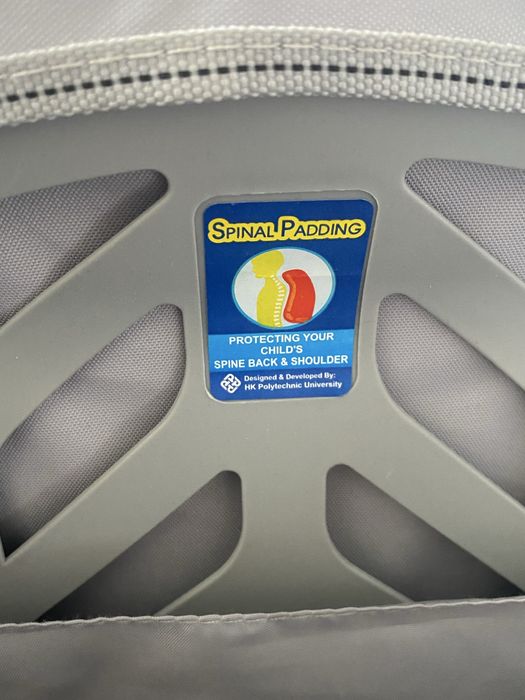 SPINAL PADDING
PROTECTING YOUR
CHILD'S
SPINE BACK & SHOULDER
Designed & Developed By:
HK Polytechnic University